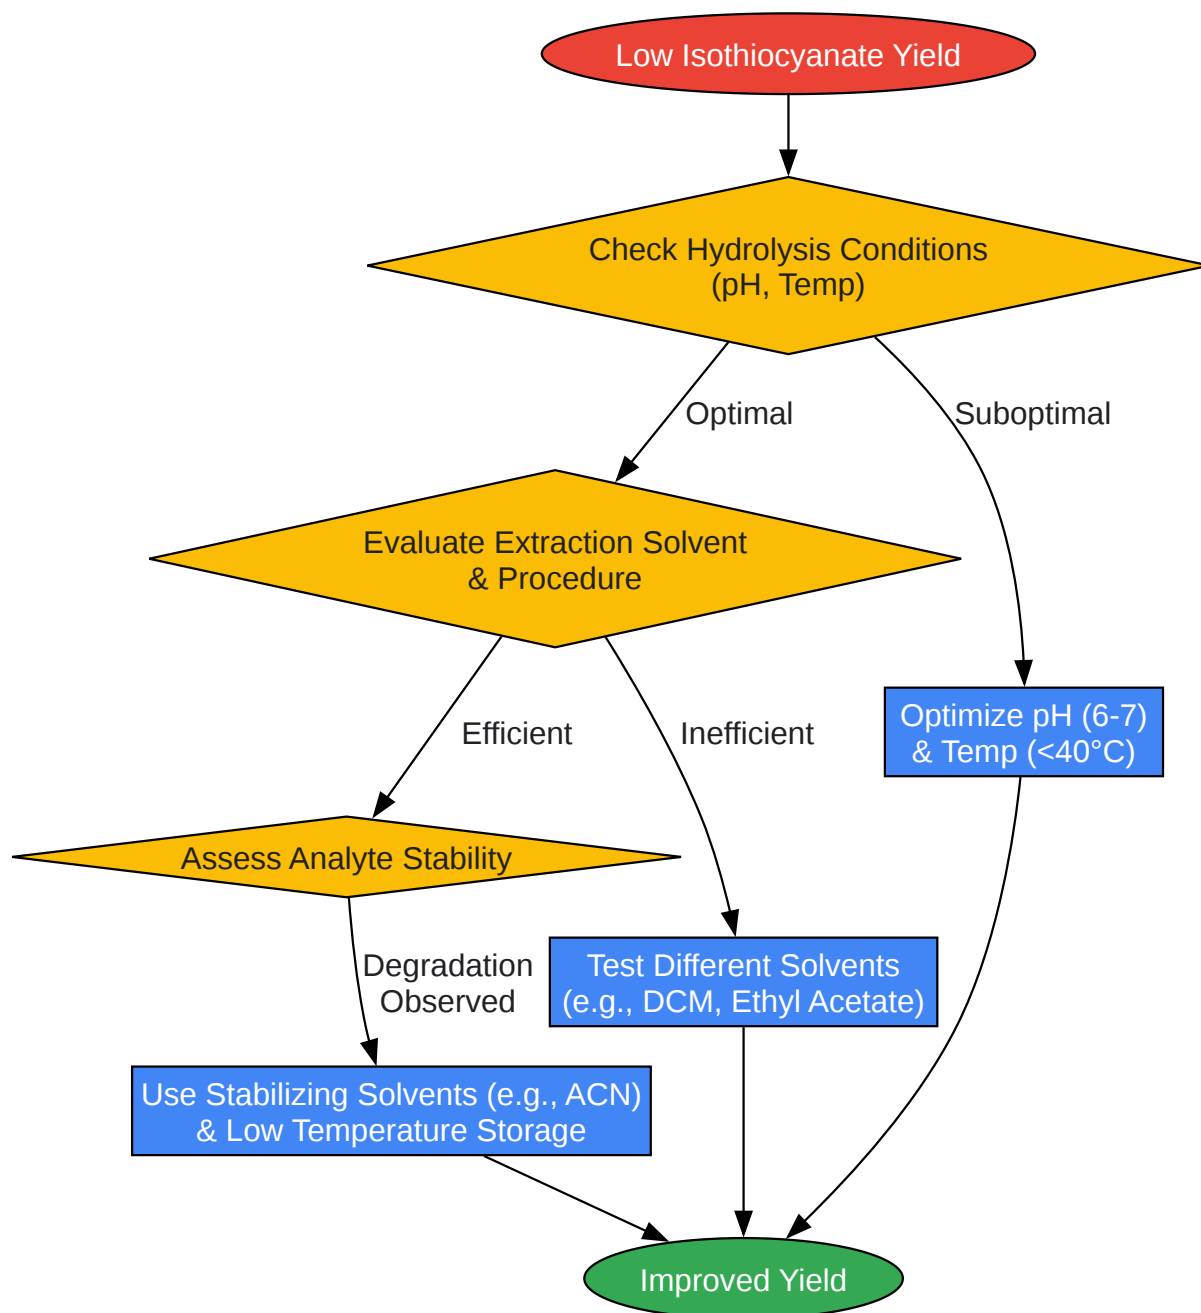 Low Isothiocyanate Yield
Check Hydrolysis Conditions
(pH, Temp)
Optimal
Suboptimal
Evaluate Extraction Solvent
& Procedure
Efficient
Inefficient
Optimize pH (6-7)
& Temp (<40°C)
Assess Analyte Stability
Degradation
Observed
Test Different Solvents
(e.g., DCM, Ethyl Acetate)
Use Stabilizing Solvents (e.g., ACN)
& Low Temperature Storage
Improved Yield